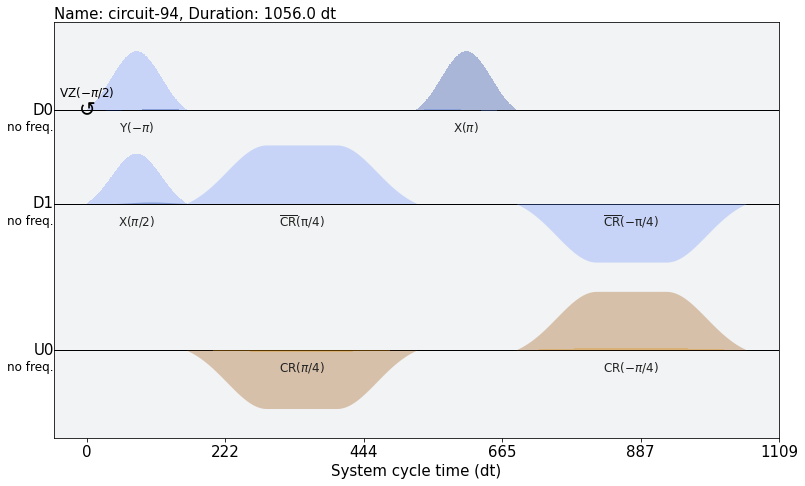 Name: circuit-94, Duration: 1056.0 dt
VZ(−π/2)
D0
no freq.
Y(−π)
X(π)
D1
no freq.
X(π/2)
C̅R̅(π/4)
C̅R̅(−π/4)
U0
no freq.
CR(π/4)
CR(−π/4)
0 222 444 665 887 1109
System cycle time (dt)